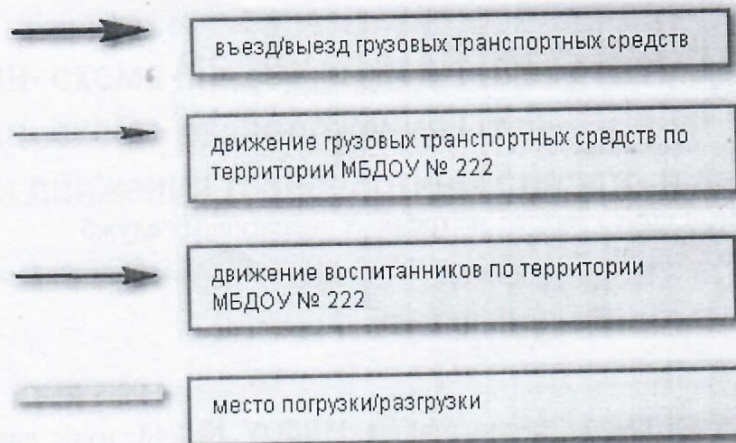 въезд/выезд грузовых транспортных средств
движение грузовых транспортных средств по
территории МБДОУ № 222
движение воспитанников по территории
МБДОУ № 222
место погрузки/разгрузки